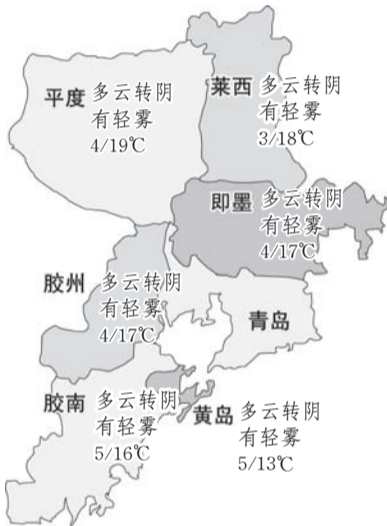 平度 多云转阴
有轻雾
4/19℃
莱西 多云转阴
有轻雾
3/18℃
即墨 多云转阴
有轻雾
4/17℃
胶州 多云转阴
有轻雾
4/17℃
青岛
胶南 多云转阴
有轻雾
5/16℃
黄岛 多云转阴
有轻雾
5/13℃